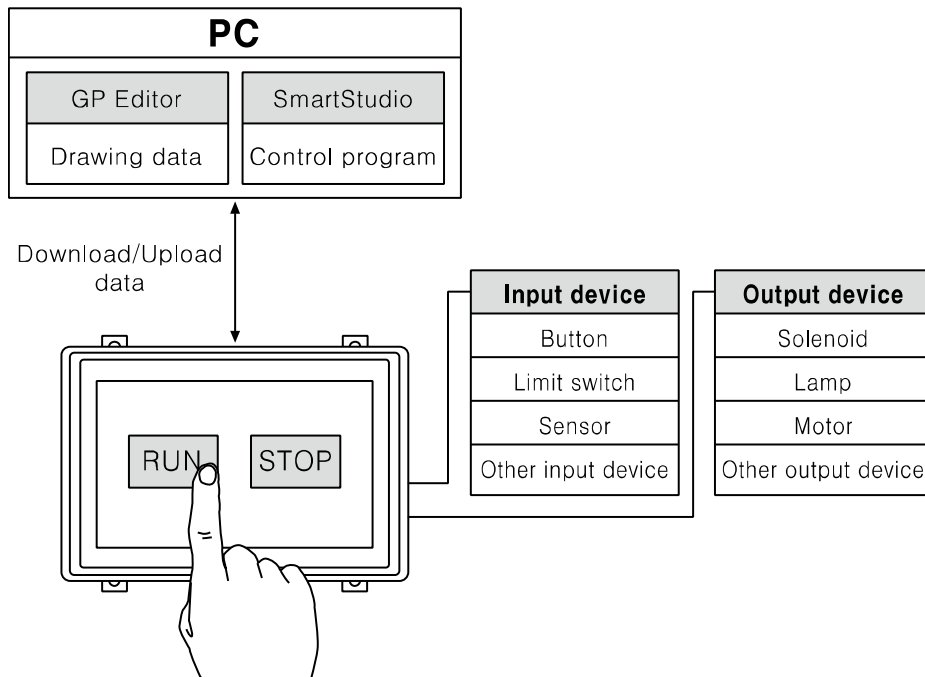 PC
GP Editor
Drawing data
SmartStudio
Control program
Download/Upload
data
Input device
Button
Limit switch
Sensor
Other input device
Output device
Solenoid
Lamp
Motor
Other output device
RUN
STOP